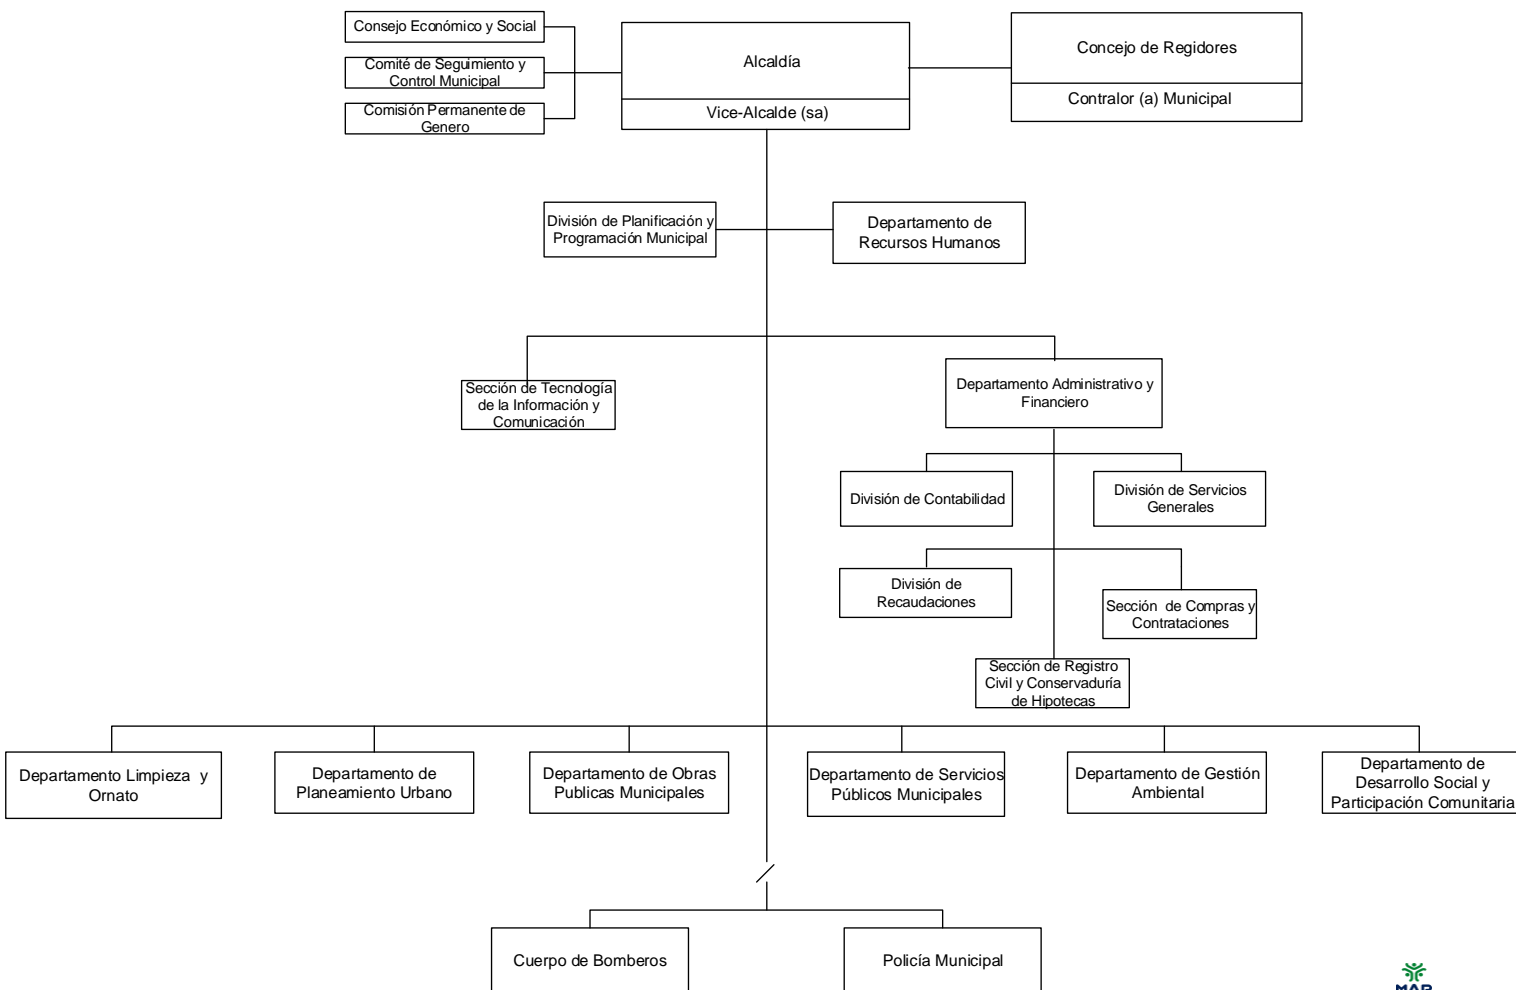 Consejo Económico y Social
Comité de Seguimiento y
Control Municipal
Comisión Permanente de
Genero
Alcaldía
Vice-Alcalde (sa)
Concejo de Regidores
Contralor (a) Municipal
División de Planificación y
Programación Municipal
Departamento de
Recursos Humanos
Sección de Tecnología
de la Información y
Comunicación
Departamento Administrativo y
Financiero
División de Contabilidad
División de Servicios
Generales
División de
Recaudaciones
Sección de Compras y
Contrataciones
Sección de Registro
Civil y Conservaduría
de Hipotecas
Departamento Limpieza y
Ornato
Departamento de
Planeamiento Urbano
Departamento de Obras
Publicas Municipales
Departamento de Servicios
Públicos Municipales
Departamento de Gestión
Ambiental
Departamento de
Desarrollo Social y
Participación Comunitaria
Cuerpo de Bomberos
Policía Municipal
MAP